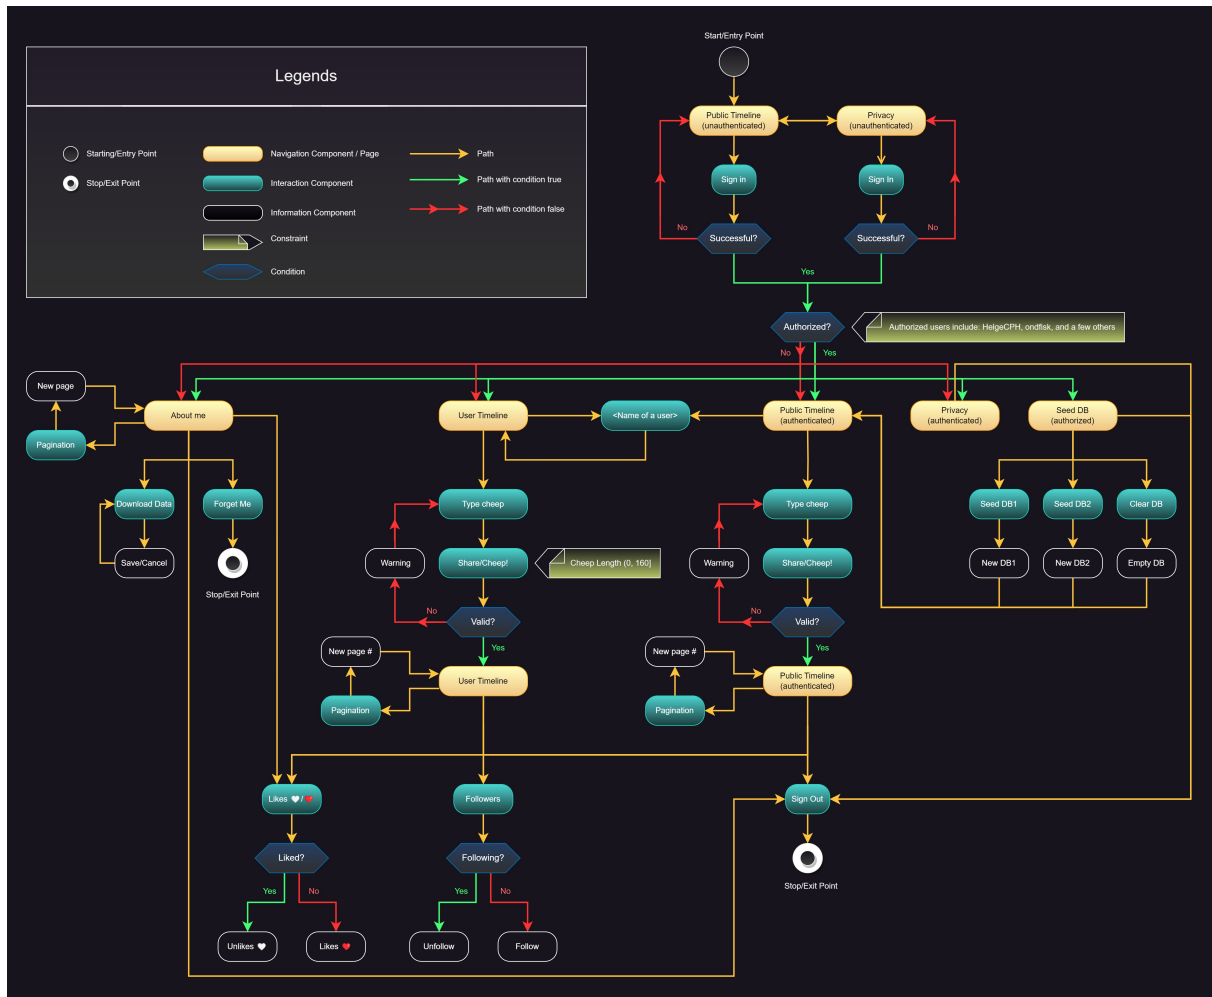 Start/Entry Point
Legends
Starting/Entry Point
Navigation Component / Page
Path
Stop/Exit Point
Interaction Component
Path with condition true
Information Component
Path with condition false
Constraint
Condition
Public Timeline
(unauthenticated)
Privacy
(unauthenticated)
Sign in
Sign In
No
Successful?
Successful?
No
Yes
Authorized?
Authorized users include: HelgeCPH, ondfisk, and a few others
No
Yes
New page
About me
User Timeline
<Name of a user>
Public Timeline
(authenticated)
Privacy
(authenticated)
Seed DB
(authorized)
Pagination
Download Data
Forget Me
Type cheep
Type cheep
Seed DB1
Seed DB2
Clear DB
Save/Cancel
Warning
Share/Cheep!
Cheep Length (0, 160]
Warning
Share/Cheep!
New DB1
New DB2
Empty DB
Stop/Exit Point
No
Valid?
No
Valid?
Yes
Yes
New page #
User Timeline
New page #
Public Timeline
(authenticated)
Pagination
Pagination
Likes 🤍/❤️
Followers
Sign Out
Liked?
Following?
Stop/Exit Point
Yes
No
Yes
No
Unlikes 🤍
Likes ❤️
Unfollow
Follow